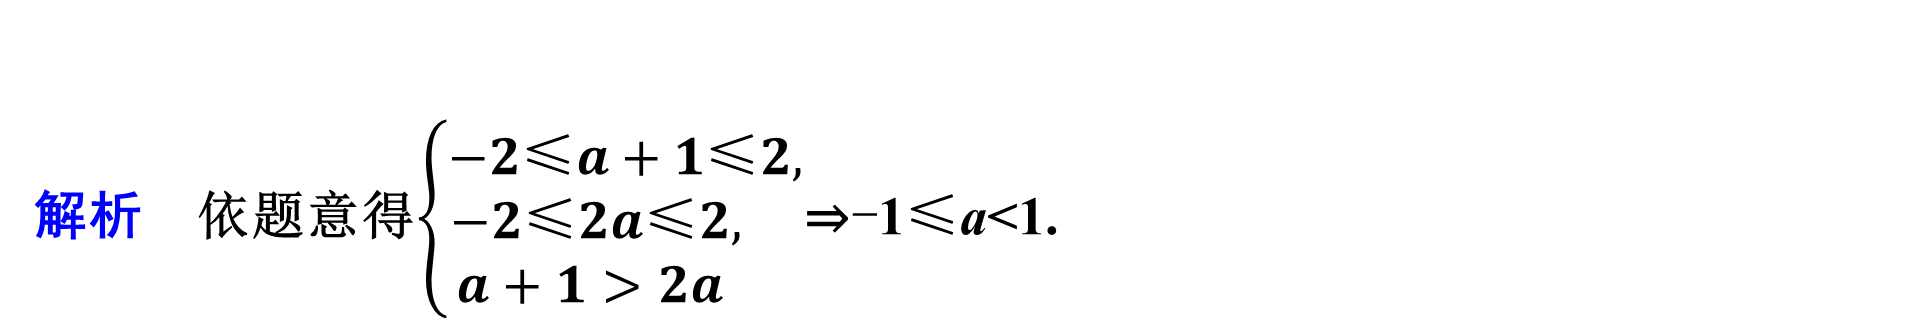 解析 依题意得{−2≤a + 1≤2,
−2≤2a≤2,
a + 1 > 2a
⇒−1≤a<1.